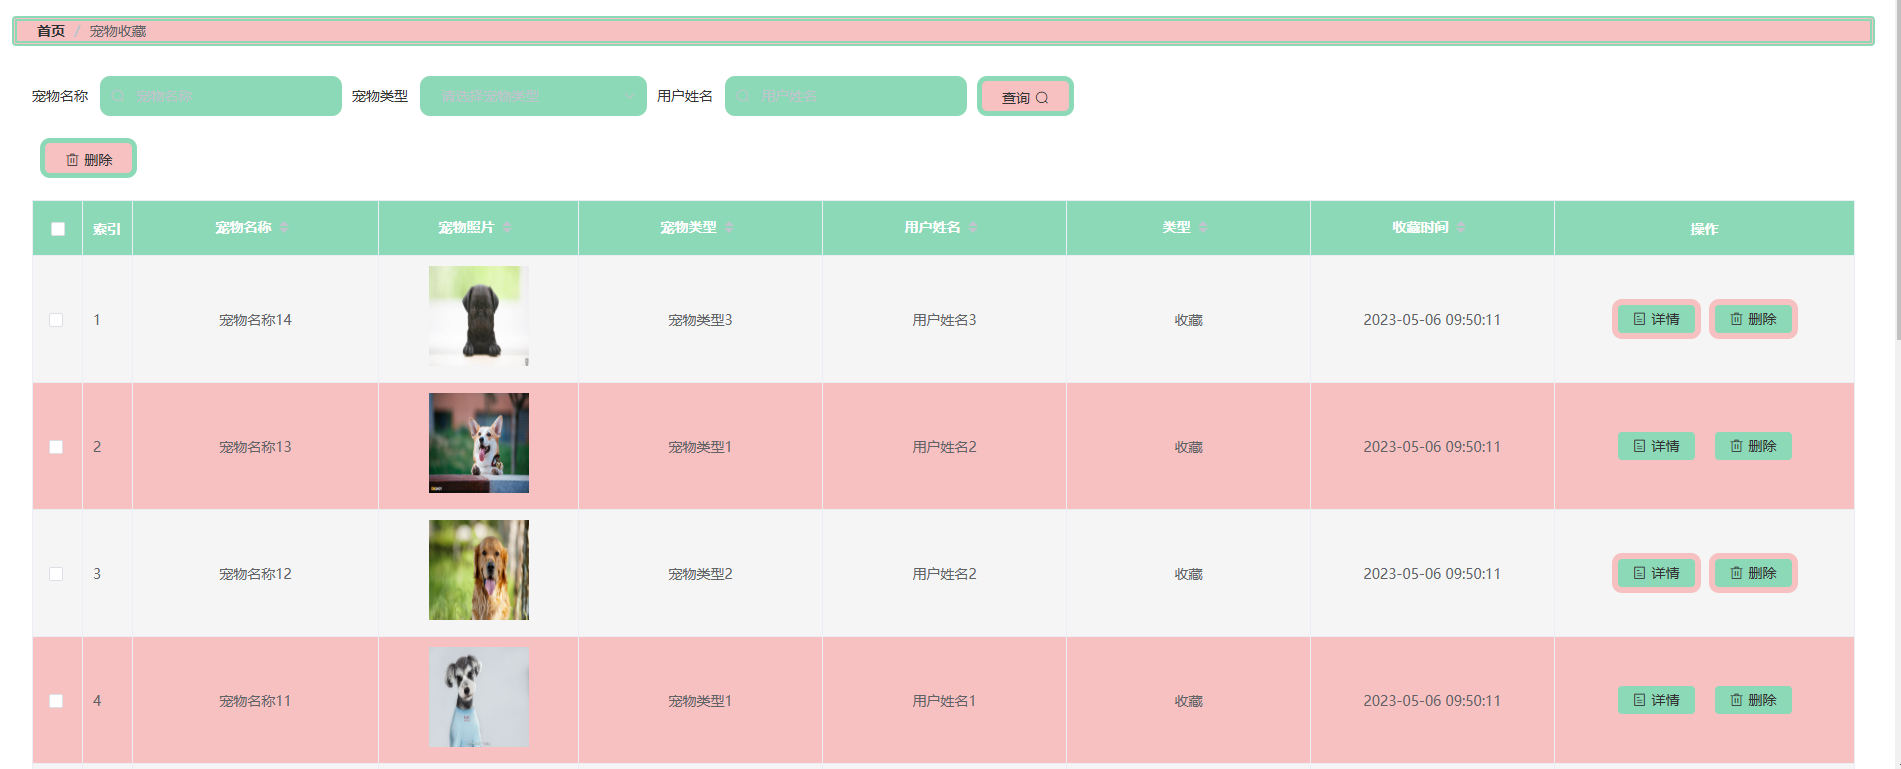 首页 / 宠物收藏
宠物名称 宠物名称 宠物类型 请选择宠物类型 用户姓名 用户姓名 查询
删除
索引 宠物名称 宠物照片 宠物类型 用户姓名 类型 收藏时间 操作
1 宠物名称14 宠物类型3 用户姓名3 收藏 2023-05-06 09:50:11 详情 删除
2 宠物名称13 宠物类型1 用户姓名2 收藏 2023-05-06 09:50:11 详情 删除
3 宠物名称12 宠物类型2 用户姓名2 收藏 2023-05-06 09:50:11 详情 删除
4 宠物名称11 宠物类型1 用户姓名1 收藏 2023-05-06 09:50:11 详情 删除